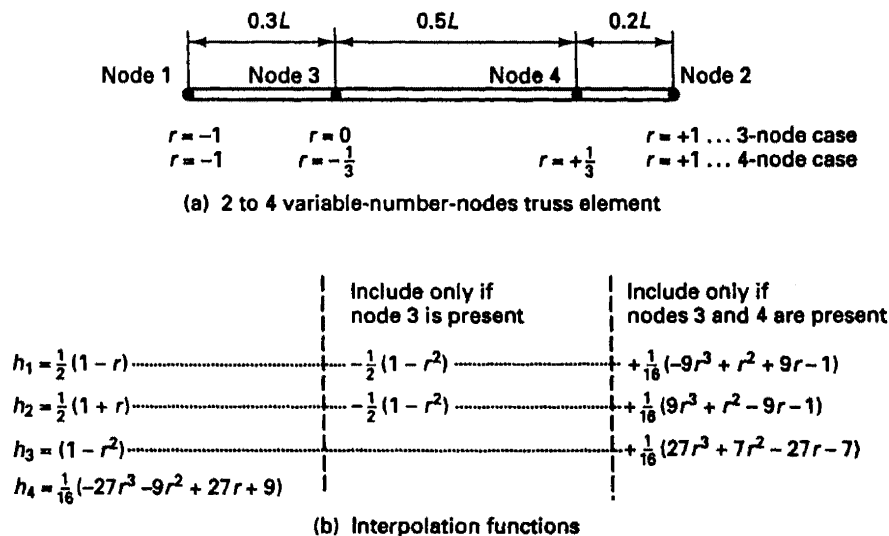 0.3L 0.5L 0.2L
Node 1 Node 3 Node 4 Node 2
r = −1 r = 0 r = +1 ... 3-node case
r = −1 r = −1/3 r = +1/3 r = +1 ... 4-node case
(a) 2 to 4 variable-number-nodes truss element
Include only if node 3 is present
Include only if nodes 3 and 4 are present
h₁ = 1/2 (1 − r) −1/2 (1 − r²) +1/16 (−9r³ + r² + 9r − 1)
h₂ = 1/2 (1 + r) −1/2 (1 − r²) +1/16 (9r³ + r² − 9r − 1)
h₃ = (1 − r²) +1/16 (27r³ + 7r² − 27r − 7)
h₄ = 1/16 (−27r³ − 9r² + 27r + 9)
(b) Interpolation functions